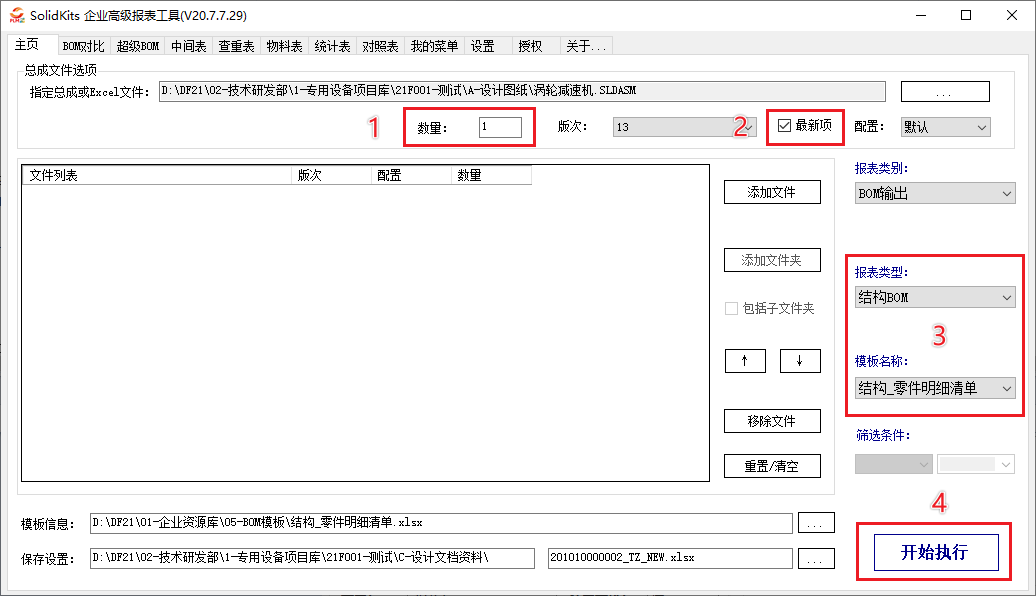 SolidKits 企业高级报表工具(V20.7.7.29)
主页 BOM对比 超级BOM 中间表 查重表 物料表 统计表 对照表 我的菜单 设置 授权 关于...
总成文件选项
指定总成或Excel文件: D:\DF21\02-技术研发部\1-专用设备项目库\21F001-测试\A-设计图纸\涡轮减速机.SLDASM ...
1 数量: 1 版次: 13 2 最新项 配置: 默认
文件列表 版次 配置 数量
添加文件
添加文件夹
包括子文件夹
↑ ↓
移除文件
重置/清空
报表类别:
BOM输出
报表类型:
结构BOM
3
模板名称:
结构_零件明细清单
筛选条件:
4
模板信息: D:\DF21\01-企业资源库\05-BOM模板\结构_零件明细清单.xlsx ...
保存设置: D:\DF21\02-技术研发部\1-专用设备项目库\21F001-测试\C-设计文档资料\ 201010000002_TZ_NEW.xlsx ...
开始执行